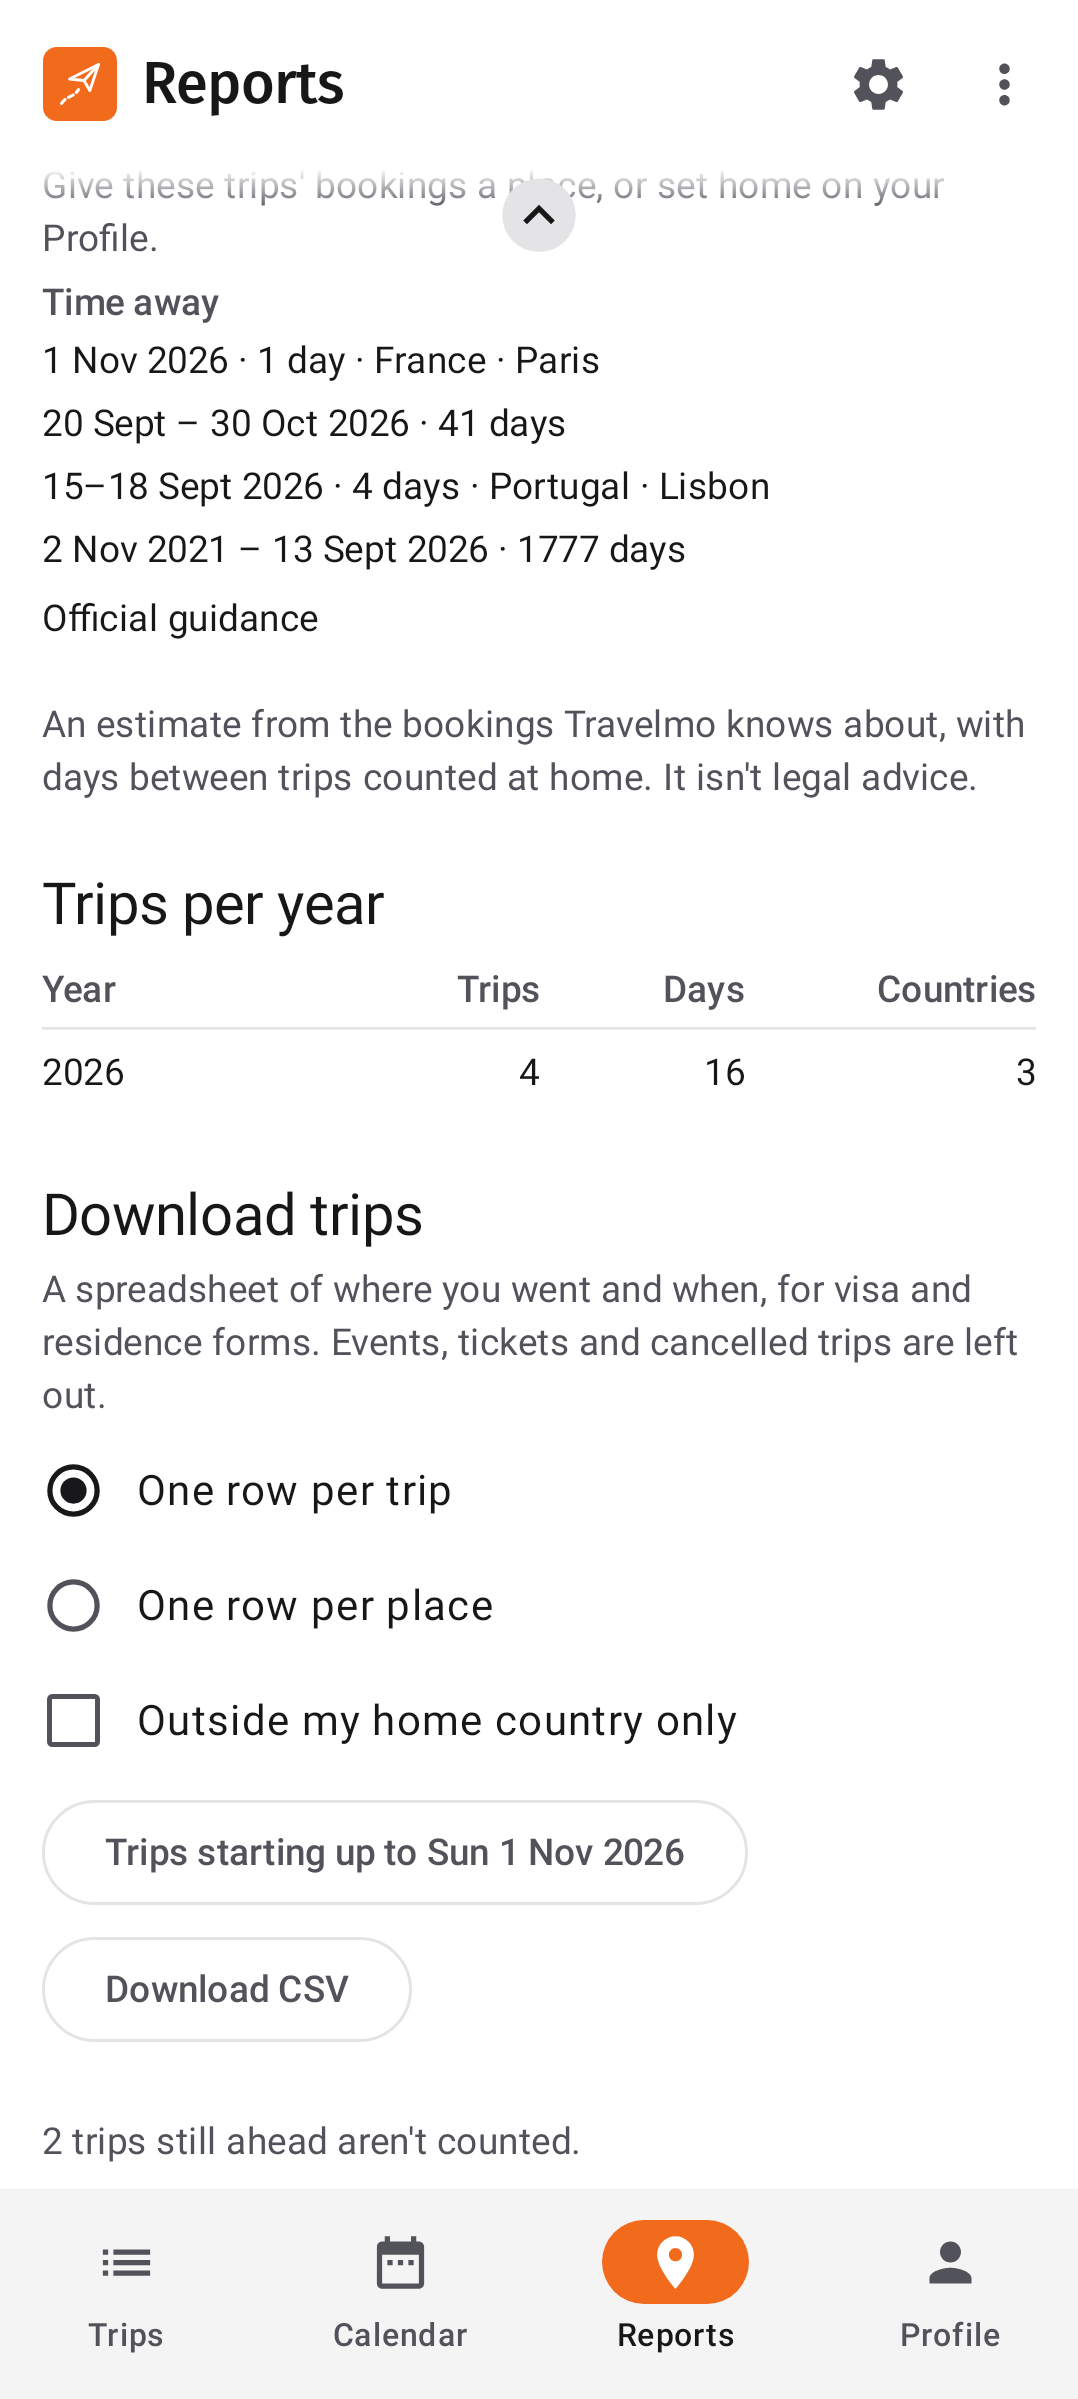 Reports
Give these trips' bookings a place, or set home on your
Profile.
Time away
1 Nov 2026 · 1 day · France · Paris
20 Sept – 30 Oct 2026 · 41 days
15–18 Sept 2026 · 4 days · Portugal · Lisbon
2 Nov 2021 – 13 Sept 2026 · 1777 days
Official guidance
An estimate from the bookings Travelmo knows about, with
days between trips counted at home. It isn't legal advice.
Trips per year
Year Trips Days Countries
2026 4 16 3
Download trips
A spreadsheet of where you went and when, for visa and
residence forms. Events, tickets and cancelled trips are left
out.
One row per trip
One row per place
Outside my home country only
Trips starting up to Sun 1 Nov 2026
Download CSV
2 trips still ahead aren't counted.
Trips Calendar Reports Profile